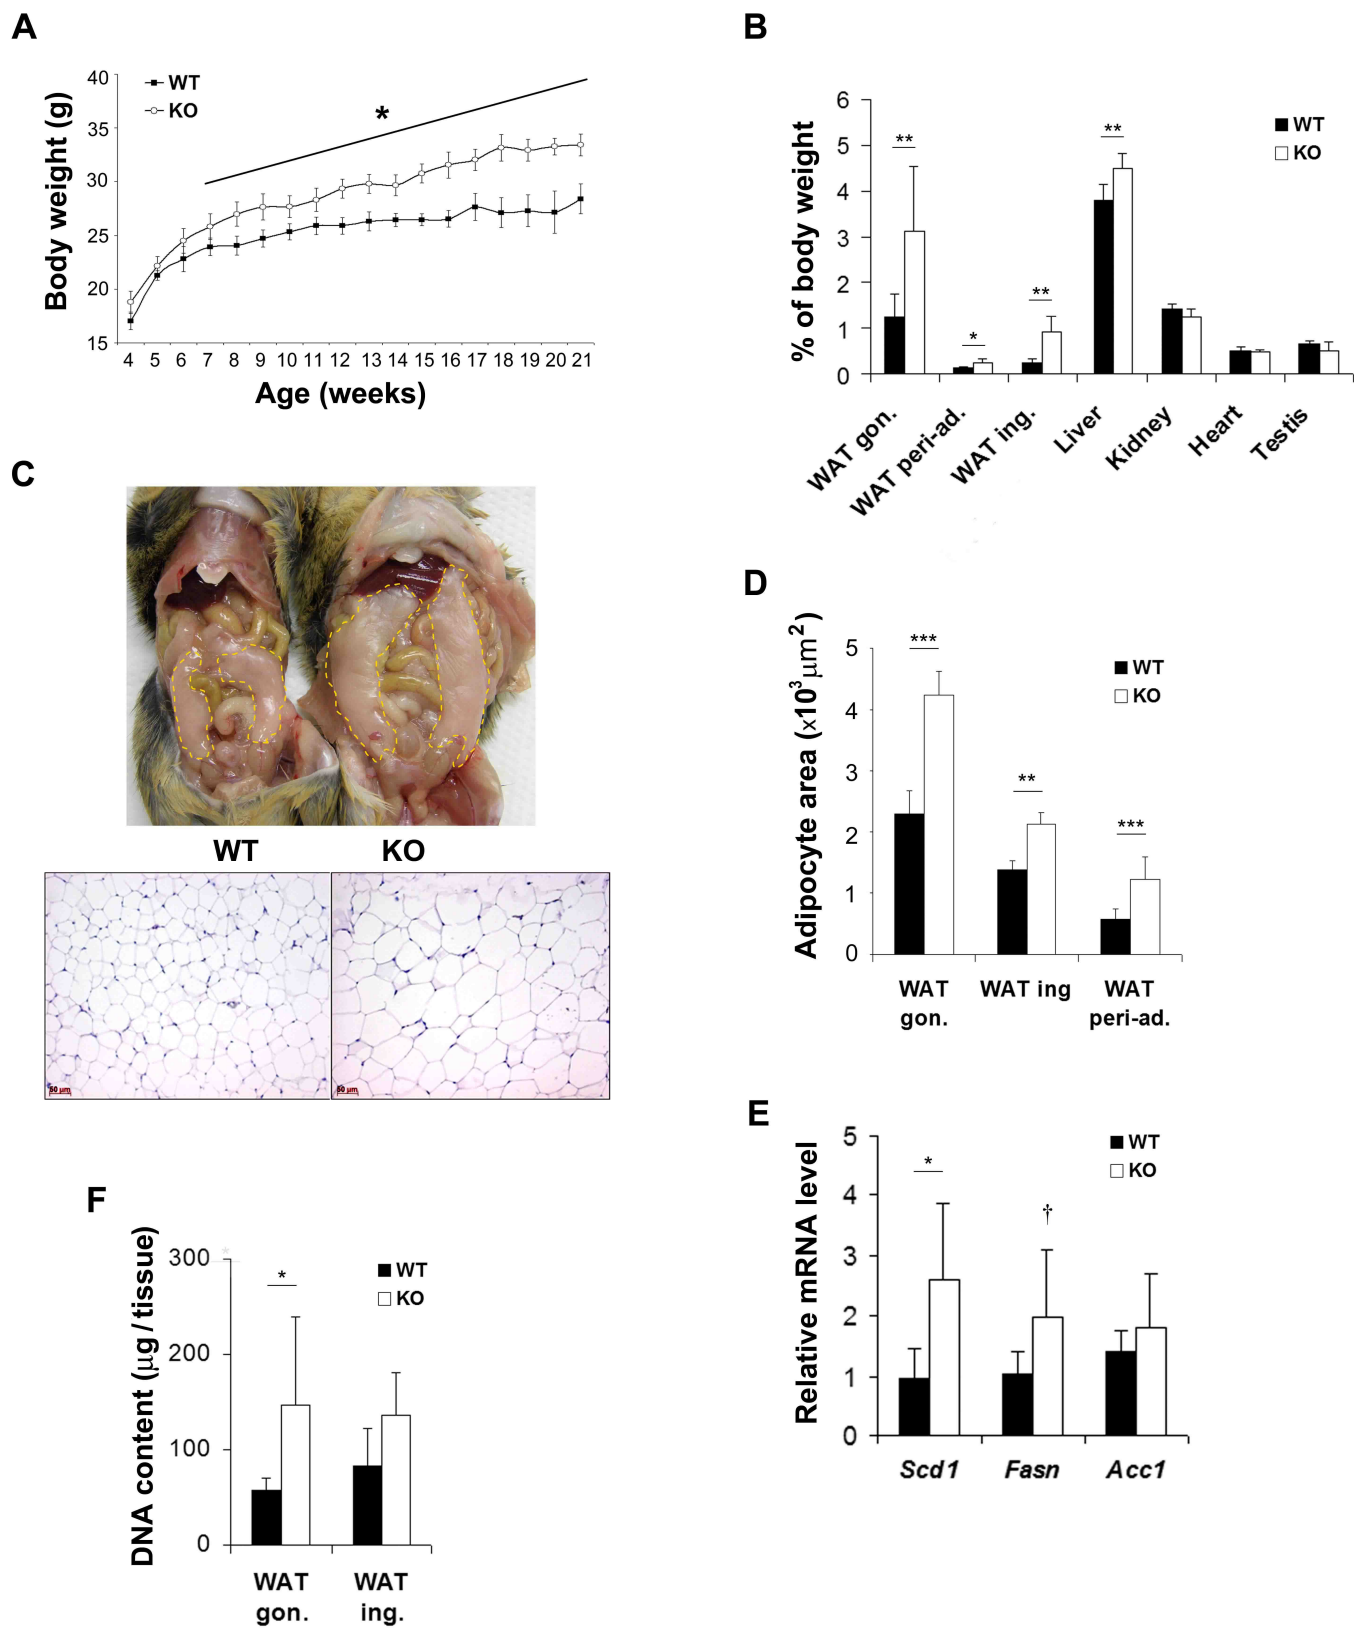 A
Body weight (g)
40
35
30
25
20
15
WT
KO
*
4 5 6 7 8 9 10 11 12 13 14 15 16 17 18 19 20 21
Age (weeks)
B
% of body weight
6
5
4
3
2
1
0
** * ** **
WT
KO
WAT gon.
WAT peri-ad.
WAT ing.
Liver
Kidney
Heart
Testis
C
WT KO
50 µm 50 µm
D
Adipocyte area (x10³µm²)
5
4
3
2
1
0
*** ** ***
WT
KO
WAT gon.
WAT ing
WAT peri-ad.
E
Relative mRNA level
5
4
3
2
1
0
* †
WT
KO
Scd1 Fasn Acc1
F
DNA content (µg / tissue)
300
200
100
0
*
WT
KO
WAT gon.
WAT ing.